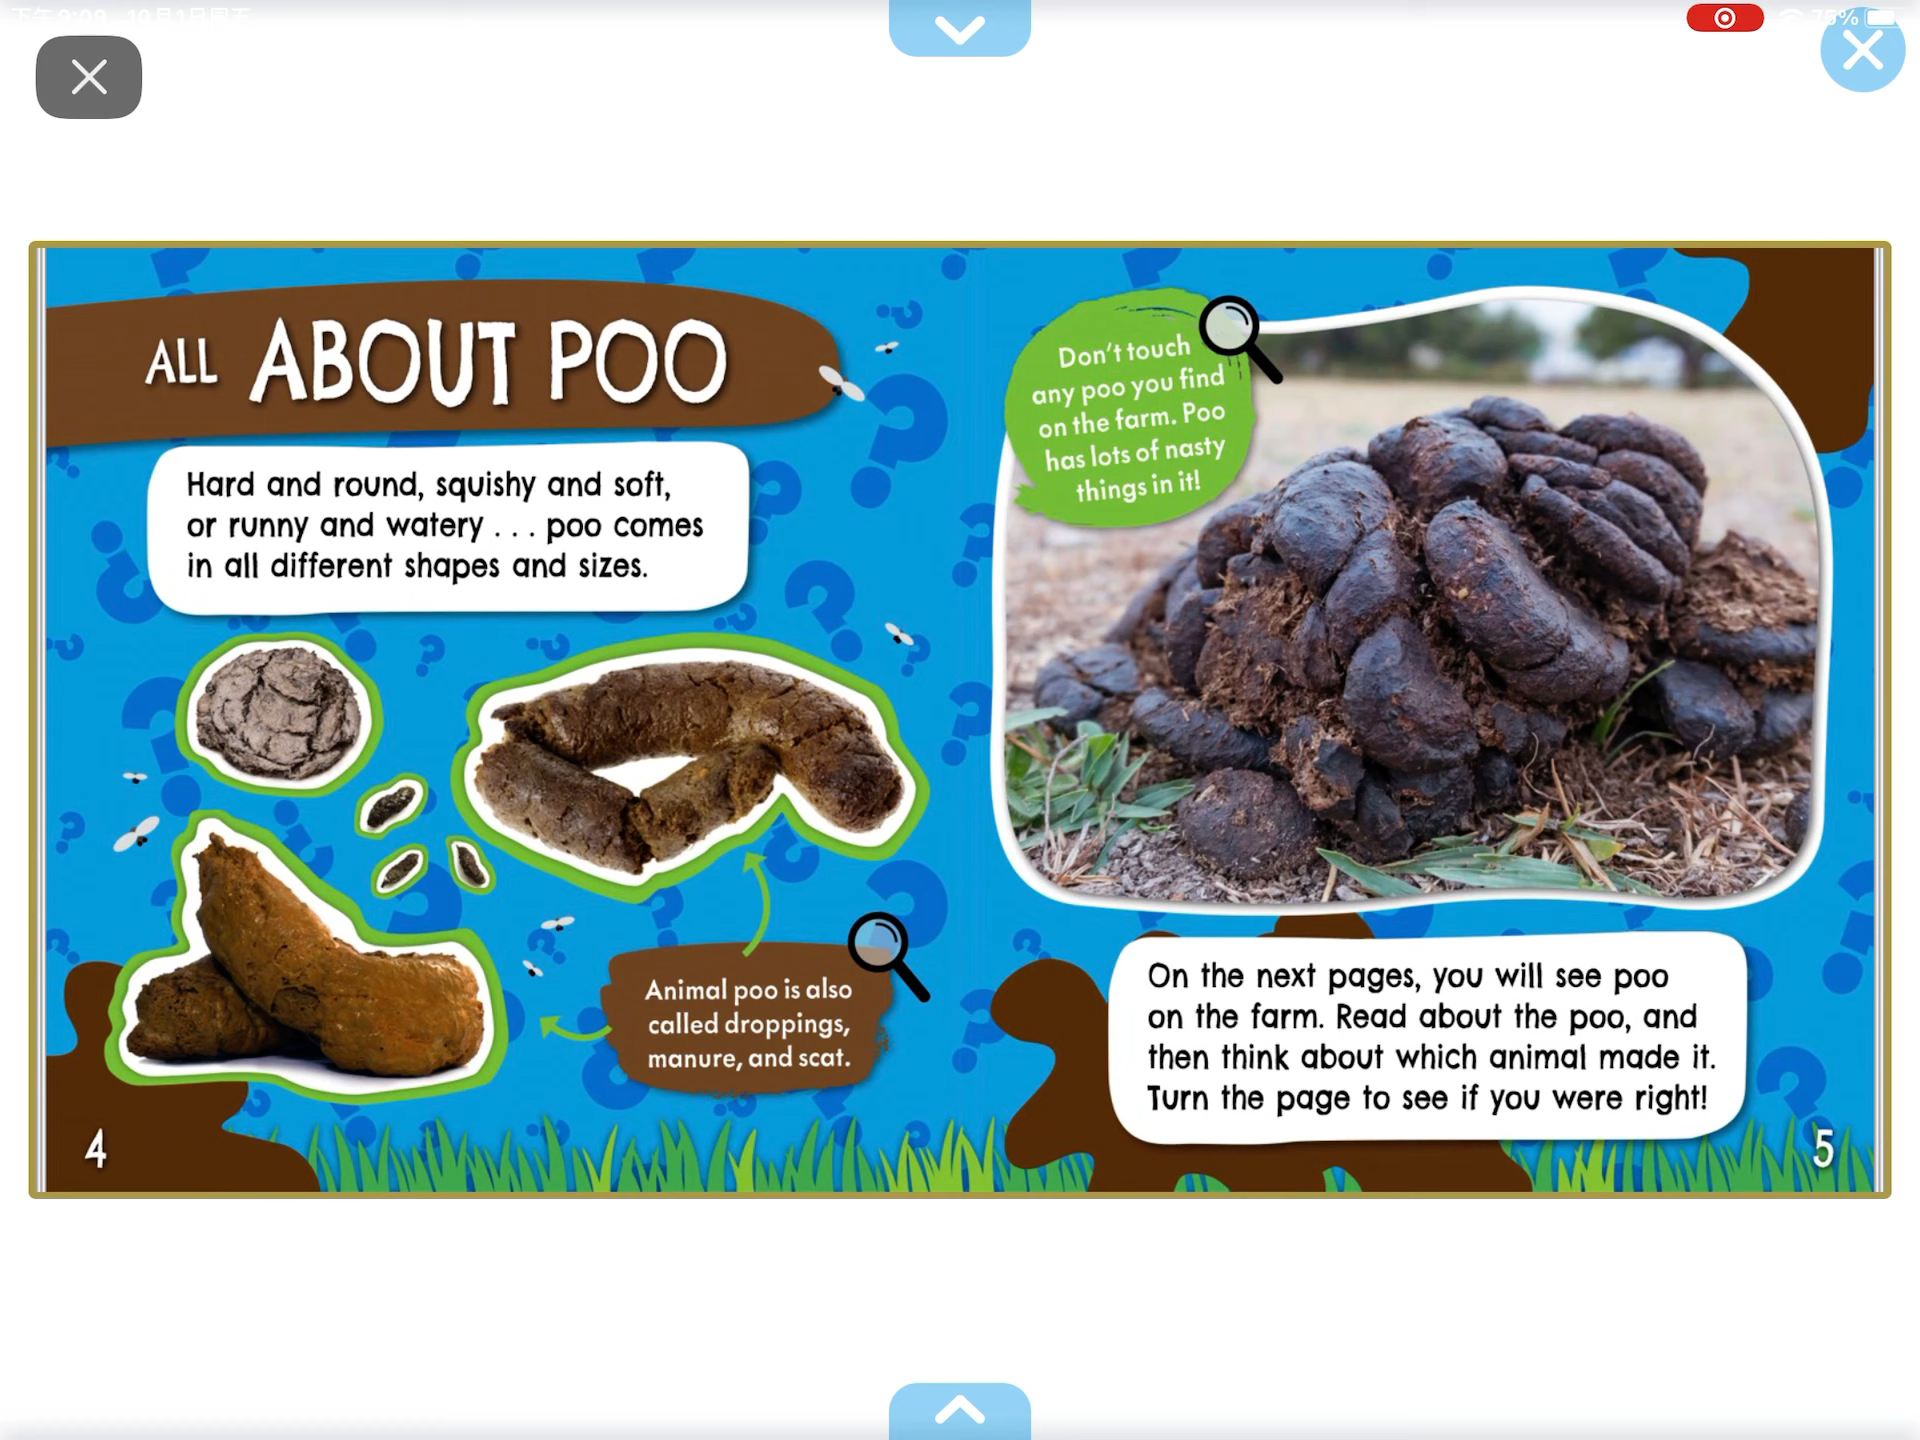 75%
ALL ABOUT POO
Hard and round, squishy and soft,
or runny and watery . . . poo comes
in all different shapes and sizes.
Animal poo is also
called droppings,
manure, and scat.
4
Don't touch
any poo you find
on the farm. Poo
has lots of nasty
things in it!
On the next pages, you will see poo
on the farm. Read about the poo, and
then think about which animal made it.
Turn the page to see if you were right!
5